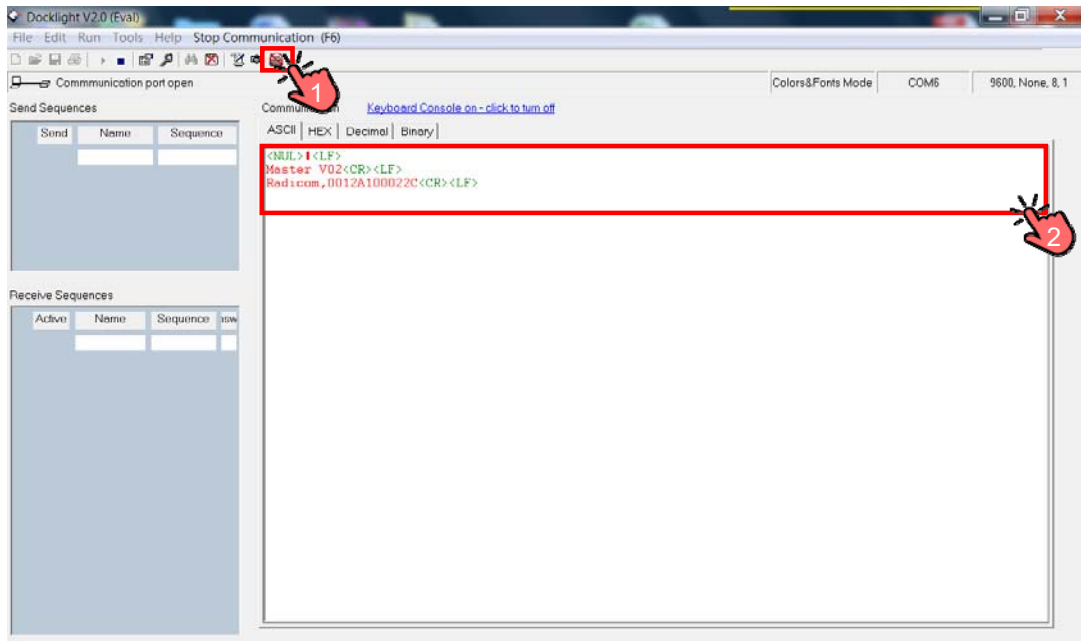 Docklight V2.0 (Eval)
File Edit Run Tools Help Stop Communication (F6)
1
Commmunication port open
Colors&Fonts Mode
COM6
9600, None, 8, 1
Send Sequences
Send Name Sequence
Keyboard Console on - click to turn off
ASCII HEX Decimal Binary
<NUL> <LF>
Master V02<CR><LF>
Radicom,0012A100022C<CR><LF>
2
Receive Sequences
Active Name Sequence